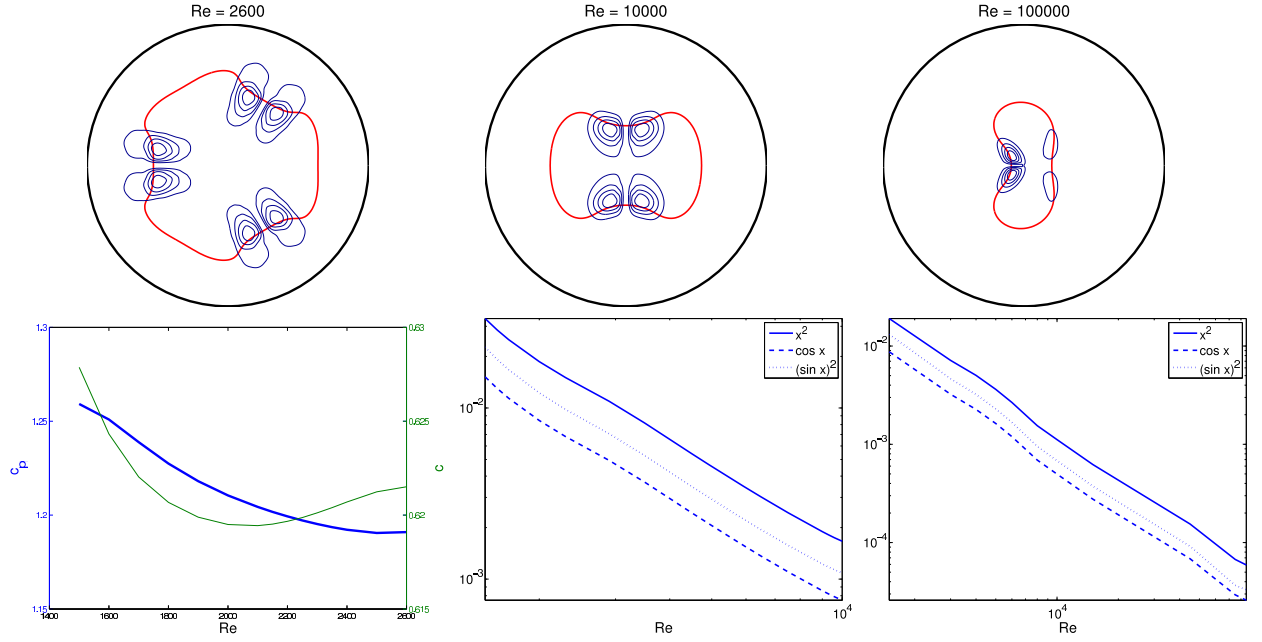 Re = 2600
Re = 10000
Re = 100000
1.3
1.25
1.2
1.15
c_p
0.63
0.625
0.62
0.615
c
1400 1600 1800 2000 2200 2400 2600
Re
10^−2
10^−3
10^4
Re
x^2
cos x
(sin x)^2
10^−2
10^−3
10^−4
10^4
Re
x^2
cos x
(sin x)^2